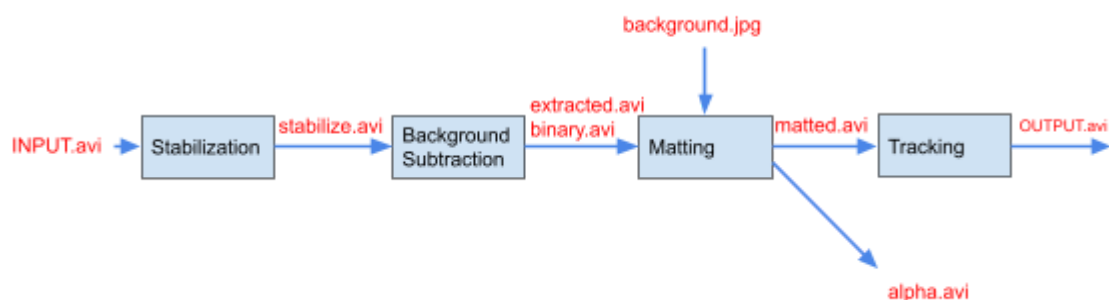 background.jpg
INPUT.avi
Stabilization
stabilize.avi
Background
Subtraction
extracted.avi
binary.avi
Matting
matted.avi
Tracking
OUTPUT.avi
alpha.avi